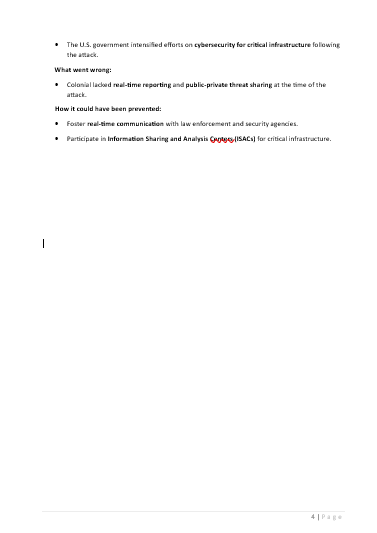 • The U.S. government intensified efforts on cybersecurity for critical infrastructure following
the attack.
What went wrong:
• Colonial lacked real-time reporting and public-private threat sharing at the time of the
attack.
How it could have been prevented:
• Foster real-time communication with law enforcement and security agencies.
• Participate in Information Sharing and Analysis Centers (ISACs) for critical infrastructure.
4 | Page